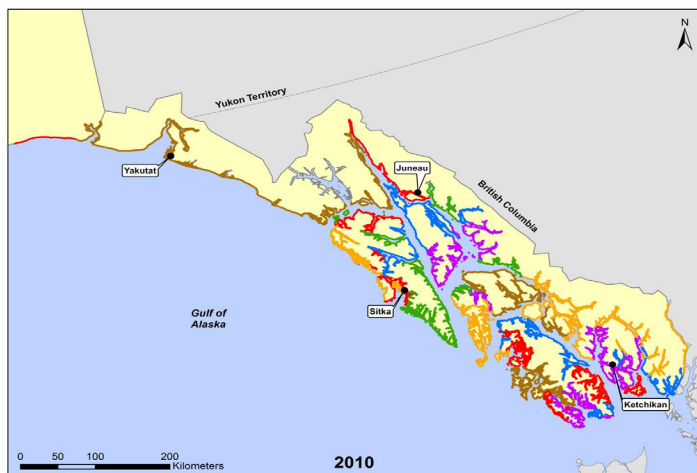 N
Yukon Territory
Juneau
Yakutat
British Columbia
Sitka
Gulf of
Alaska
Ketchikan
0 50 100 200
Kilometers
2010